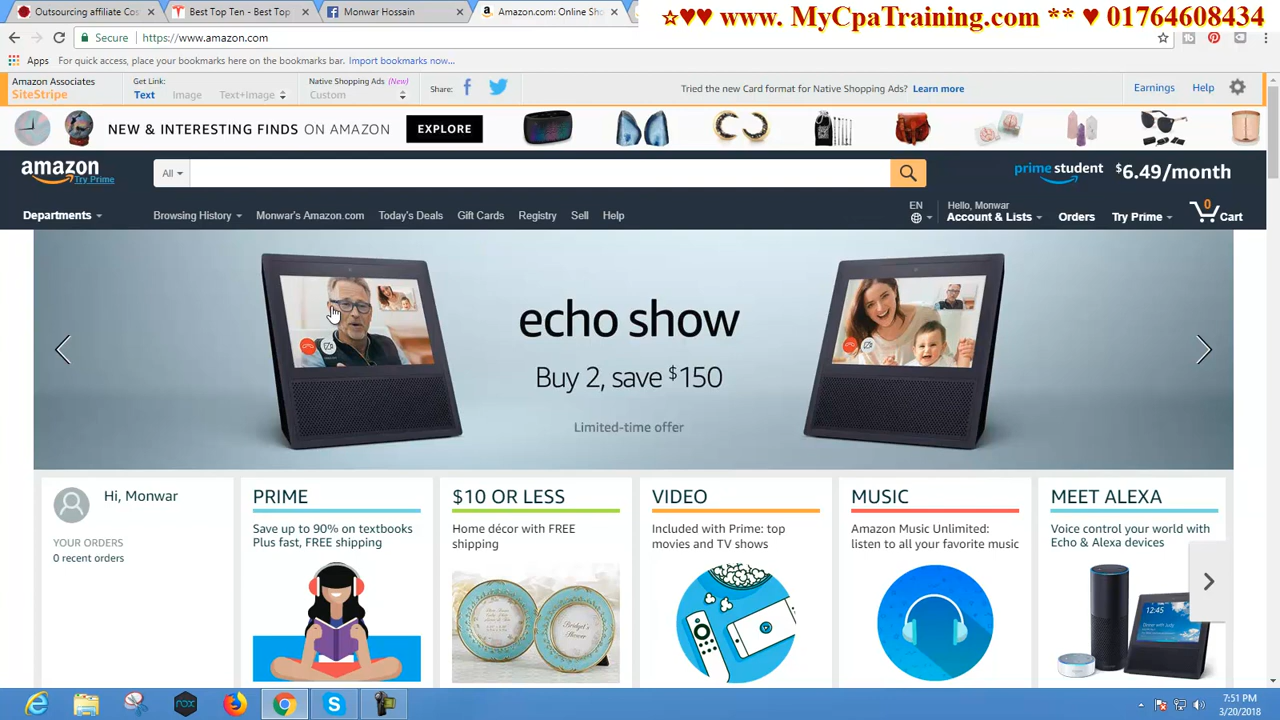 Outsourcing affiliate Cos
Best Top Ten - Best Top
Monwar Hossain
Amazon.com: Online Sho
☆♥♥ www. MyCpaTraining.com ** ♥ 01764608434
Secure https://www.amazon.com
Apps For quick access, place your bookmarks here on the bookmarks bar. Import bookmarks now...
Amazon Associates
SiteStripe
Get Link:
Text Image Text+Image
Native Shopping Ads (New)
Custom
Share:
Tried the new Card format for Native Shopping Ads? Learn more
Earnings Help
NEW & INTERESTING FINDS ON AMAZON EXPLORE
amazon
Try Prime
All
prime student $6.49/month
Departments
Browsing History Monwar's Amazon.com Today's Deals Gift Cards Registry Sell Help
EN
Hello, Monwar
Account & Lists
Orders Try Prime
0
Cart
echo show
Buy 2, save $150
Limited-time offer
Hi, Monwar
YOUR ORDERS
0 recent orders
PRIME
Save up to 90% on textbooks
Plus fast, FREE shipping
$10 OR LESS
Home décor with FREE
shipping
VIDEO
Included with Prime: top
movies and TV shows
MUSIC
Amazon Music Unlimited:
listen to all your favorite music
MEET ALEXA
Voice control your world with
Echo & Alexa devices
12:45
7:51 PM
3/20/2018